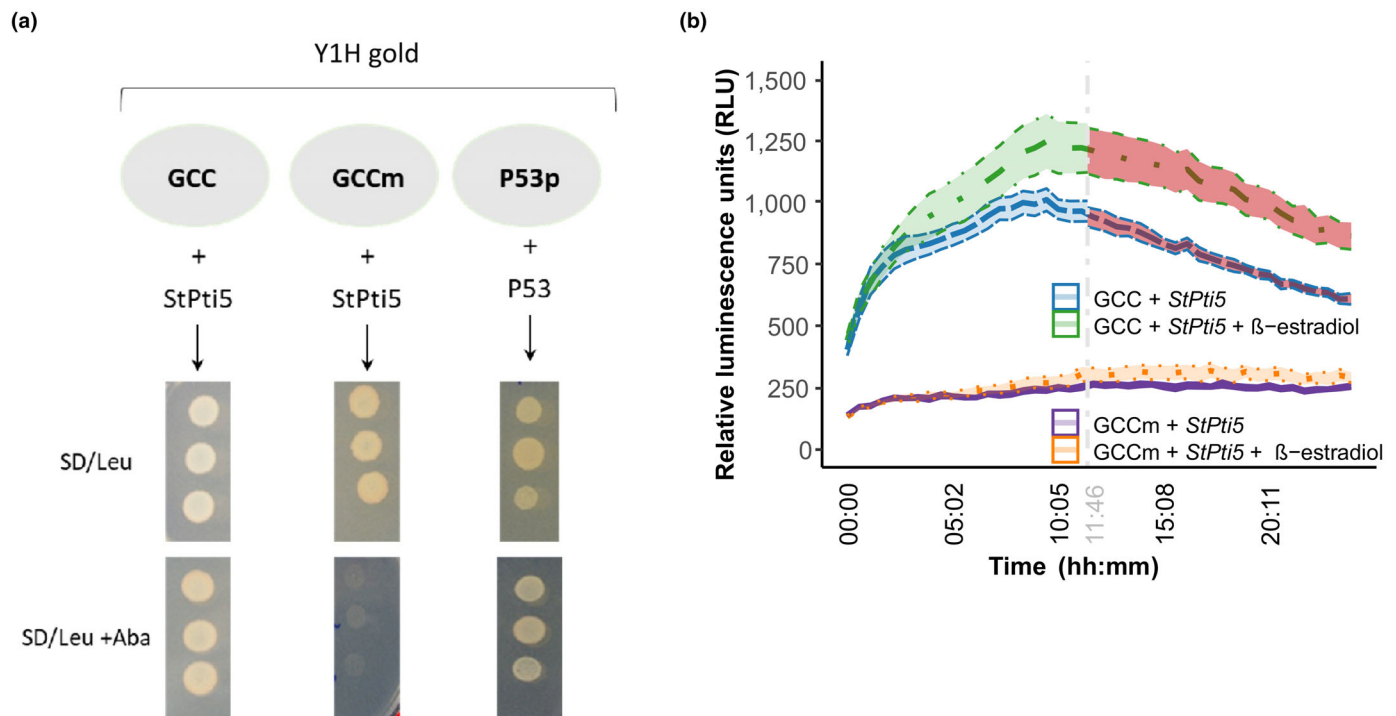 (a)
Y1H gold
GCC
GCCm
P53p
+
+
+
StPti5
StPti5
P53
SD/Leu
SD/Leu +Aba
(b)
Relative luminescence units (RLU)
1,500
1,250
1,000
750
500
250
0
GCC + StPti5
GCC + StPti5 + ß−estradiol
GCCm + StPti5
GCCm + StPti5 + ß−estradiol
00:00
05:02
10:05
11:46
15:08
20:11
Time (hh:mm)